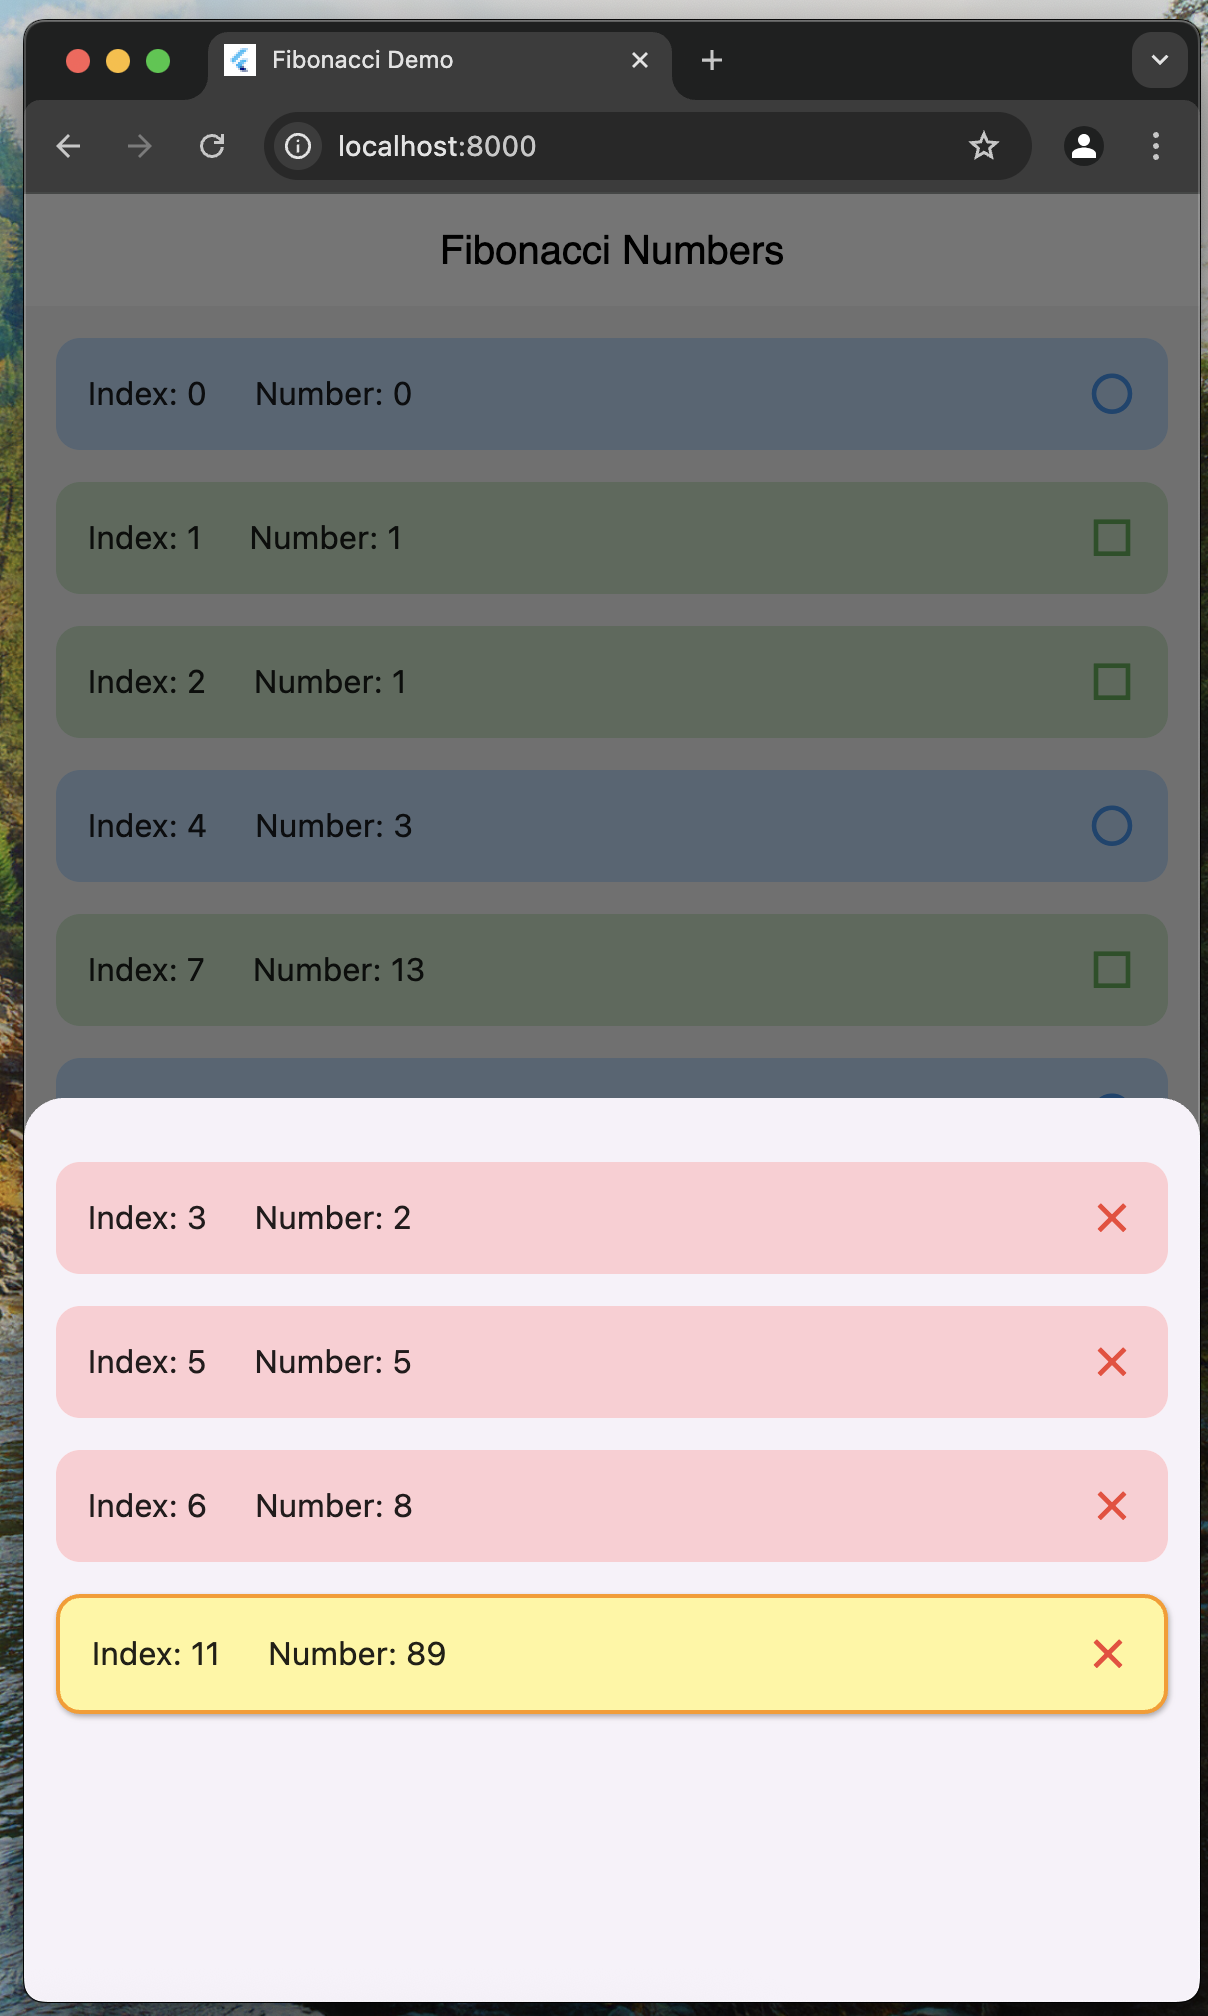 Fibonacci Demo
localhost:8000
Fibonacci Numbers
Index: 0 Number: 0
Index: 1 Number: 1
Index: 2 Number: 1
Index: 4 Number: 3
Index: 7 Number: 13
Index: 3 Number: 2
Index: 5 Number: 5
Index: 6 Number: 8
Index: 11 Number: 89